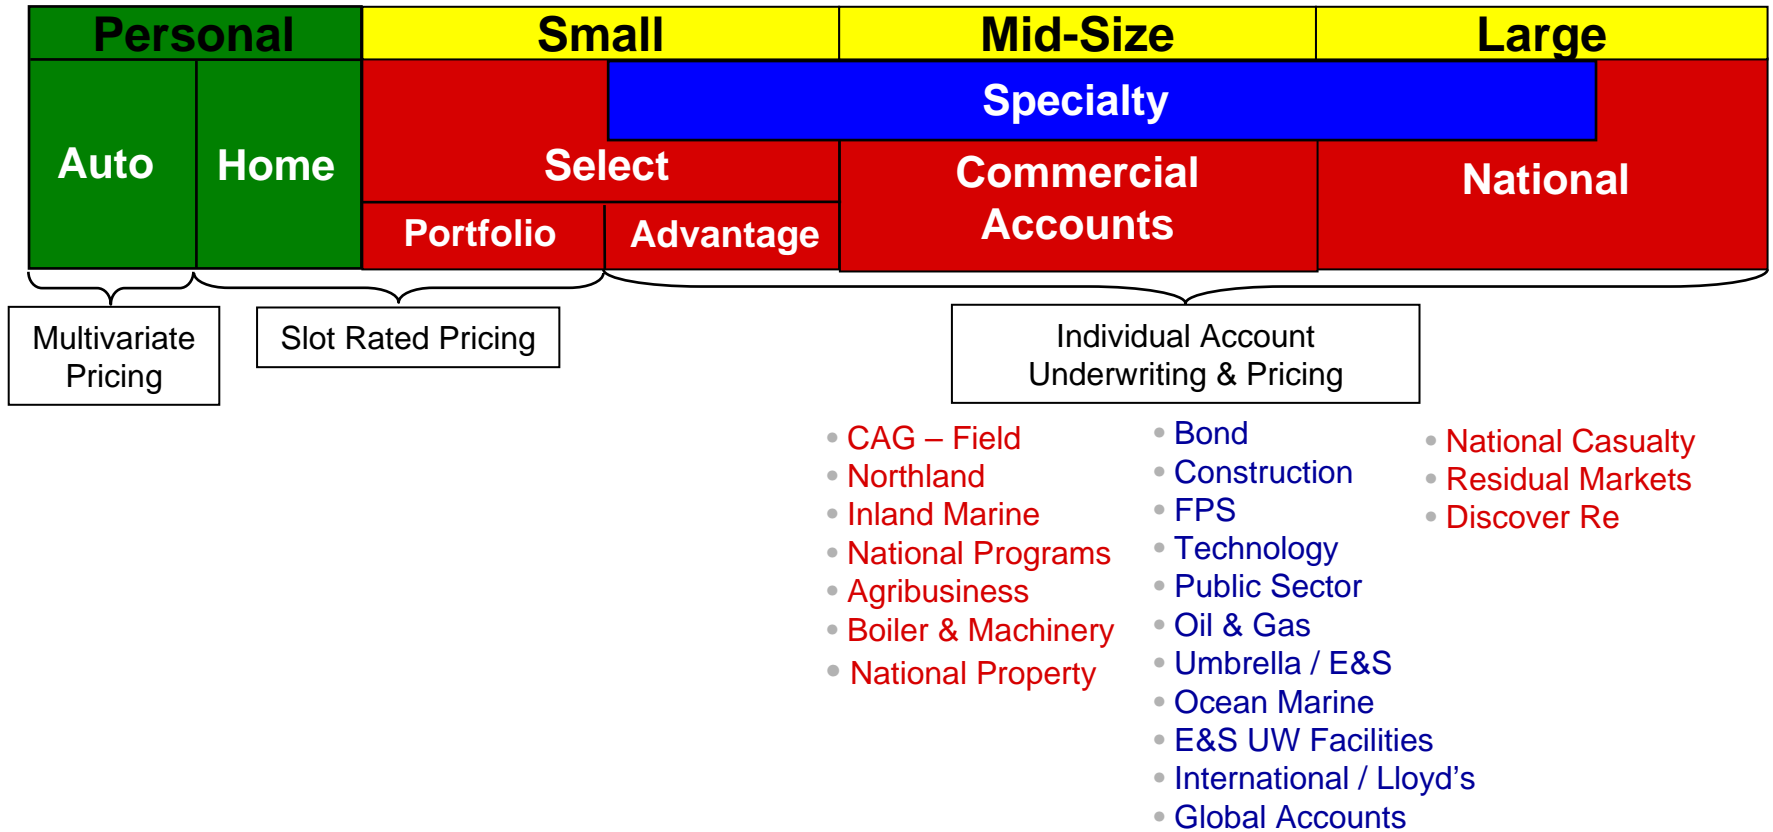 Personal
Small
Mid-Size
Large
Specialty
Auto
Home
Select
Commercial
Accounts
National
Portfolio
Advantage
Multivariate
Pricing
Slot Rated Pricing
Individual Account
Underwriting & Pricing
• CAG – Field
• Northland
• Inland Marine
• National Programs
• Agribusiness
• Boiler & Machinery
• National Property
• Bond
• Construction
• FPS
• Technology
• Public Sector
• Oil & Gas
• Umbrella / E&S
• Ocean Marine
• E&S UW Facilities
• International / Lloyd’s
• Global Accounts
• National Casualty
• Residual Markets
• Discover Re